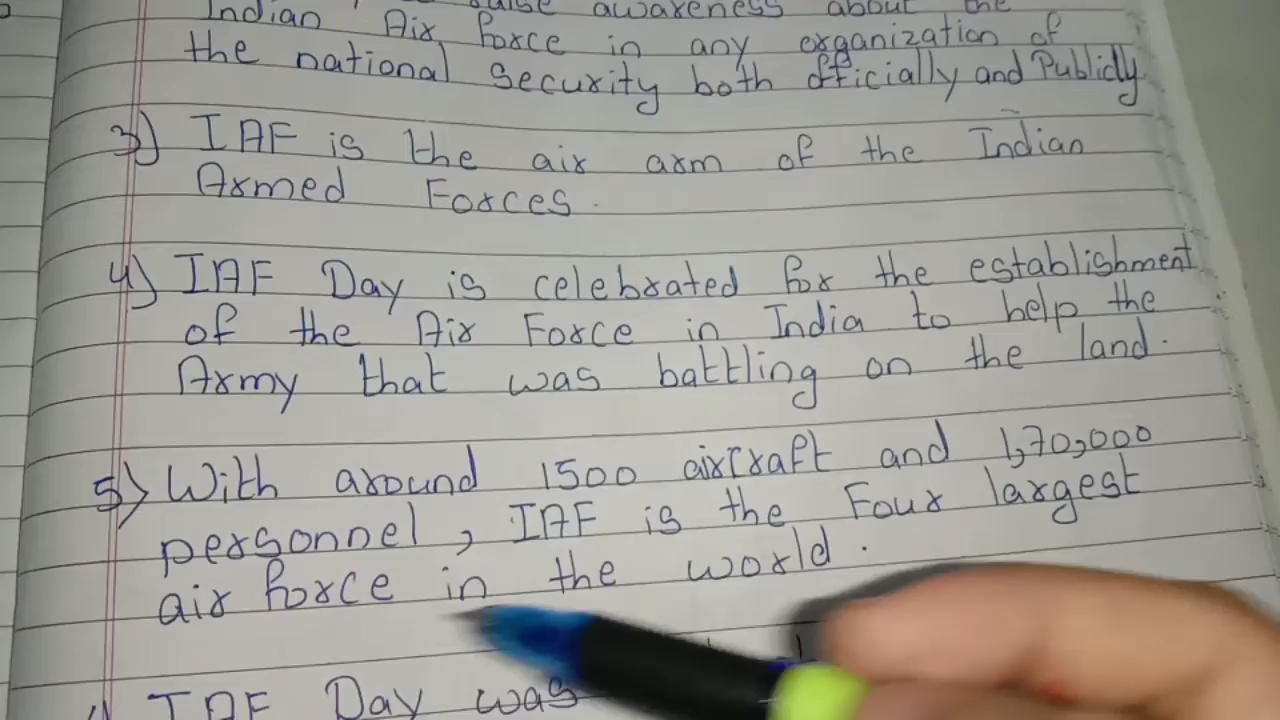 awareness about the
Indian Air Force in any organization of
the national Security both officially and Publicly
3) IAF is the air arm of the Indian
Armed Forces.
4) IAF Day is celebrated for the establishment
of the Air Force in India to help the
Army that was battling on the land.
5) With around 1500 aircraft and 1,70,000
personnel, IAF is the Four largest
air force in the world.
IAF Day was